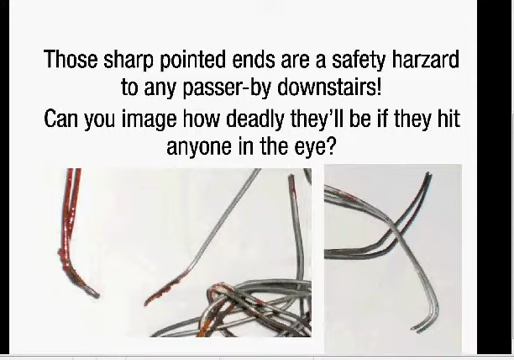 Those sharp pointed ends are a safety harzard
to any passer-by downstairs!
Can you image how deadly they'll be if they hit
anyone in the eye?